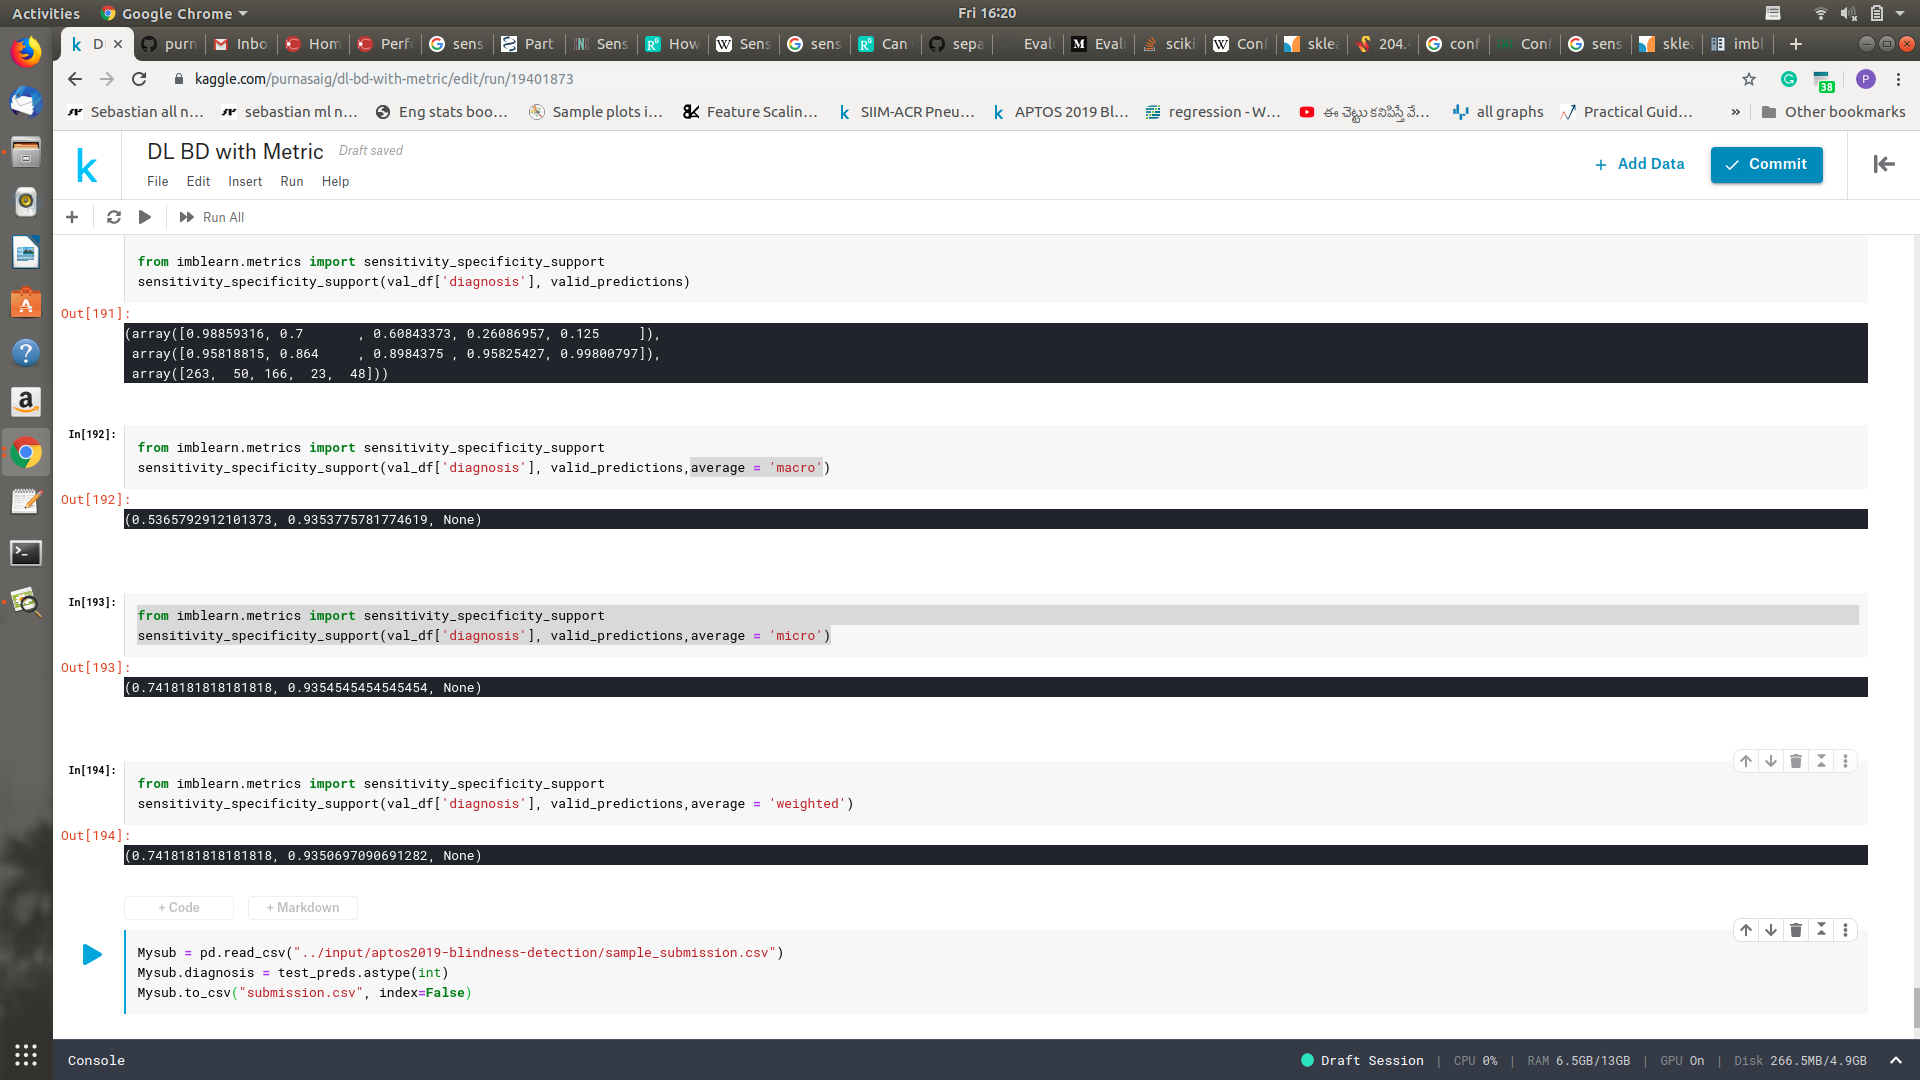 Activities
Google Chrome
Fri 16:20
D
purn
Inbo
Hom
Perf
sens
Part
Sens
How
Sens
sens
Can
sepa
Eval
Eval
sciki
Conf
sklea
204.
conf
Conf
sens
sklea
imbl
kaggle.com/purnasaig/dl-bd-with-metric/edit/run/19401873
P
38
Sebastian all n...
sebastian ml n...
Eng stats boo...
Sample plots i...
Feature Scalin...
SIIM-ACR Pneu...
APTOS 2019 Bl...
regression - W...
ఈ చెట్టు కనిపిస్తే వే...
all graphs
Practical Guid...
»
Other bookmarks
DL BD with Metric
Draft saved
File
Edit
Insert
Run
Help
+ Add Data
Commit
Run All
from imblearn.metrics import sensitivity_specificity_support
sensitivity_specificity_support(val_df['diagnosis'], valid_predictions)
Out[191]:
(array([0.98859316, 0.7       , 0.60843373, 0.26086957, 0.125     ]),
array([0.95818815, 0.864     , 0.8984375 , 0.95825427, 0.99800797]),
array([263,  50, 166,  23,  48]))
In[192]:
from imblearn.metrics import sensitivity_specificity_support
sensitivity_specificity_support(val_df['diagnosis'], valid_predictions,average = 'macro')
Out[192]:
(0.5365792912101373, 0.9353775781774619, None)
In[193]:
from imblearn.metrics import sensitivity_specificity_support
sensitivity_specificity_support(val_df['diagnosis'], valid_predictions,average = 'micro')
Out[193]:
(0.7418181818181818, 0.9354545454545454, None)
In[194]:
from imblearn.metrics import sensitivity_specificity_support
sensitivity_specificity_support(val_df['diagnosis'], valid_predictions,average = 'weighted')
Out[194]:
(0.7418181818181818, 0.9350697090691282, None)
+ Code
+ Markdown
Mysub = pd.read_csv("../input/aptos2019-blindness-detection/sample_submission.csv")
Mysub.diagnosis = test_preds.astype(int)
Mysub.to_csv("submission.csv", index=False)
Console
Draft Session | CPU 0% | RAM 6.5GB/13GB | GPU On | Disk 266.5MB/4.9GB